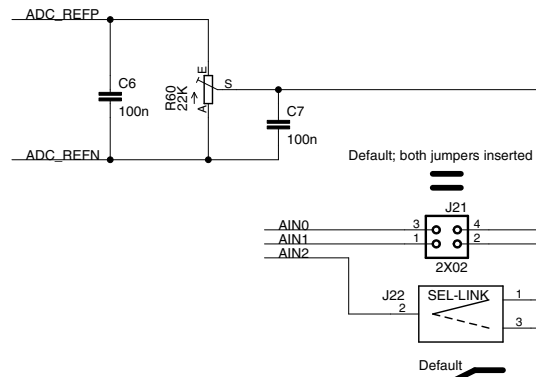 ADC_REFP
C6
100n
R60
22K
E
S
A
C7
100n
ADC_REFN
Default; both jumpers inserted
J21
AIN0 3 4
AIN1 1 2
AIN2
2X02
J22 SEL-LINK 1
2
3
Default